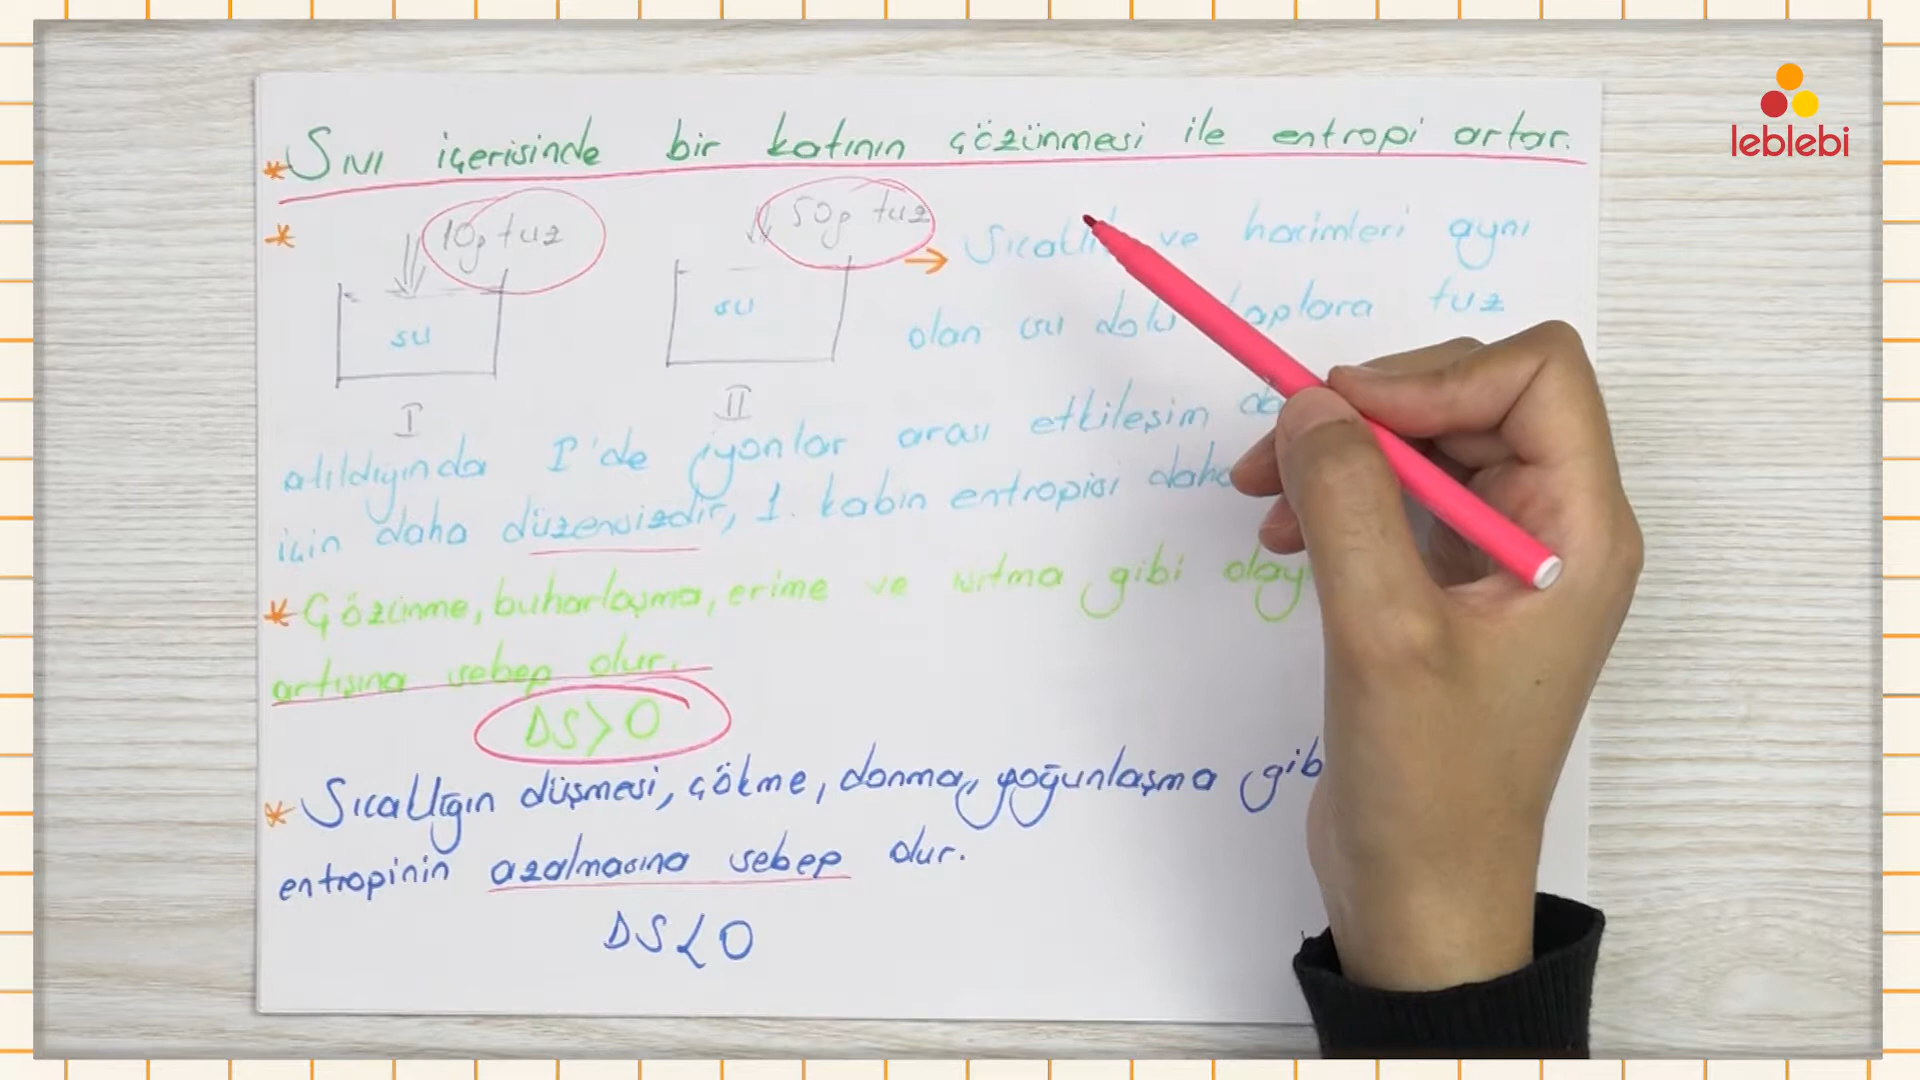 leblebi
* Sıvı içerisinde bir katının çözünmesi ile entropi artar.
* 10g tuz
50g tuz
su
su
I
II
→ Sıcaklık ve hacimleri aynı
olan su dolu kaplara tuz
atıldığında I'de iyonlar arası etkileşim
için daha düzensizdir, 1. kabın entropisi daha
* Çözünme, buharlaşma, erime ve ısıtma gibi
artışına sebep olur.
ΔS>0
* Sıcaklığın düşmesi, çökme, donma, yoğunlaşma
entropinin azalmasına sebep olur.
ΔS<0